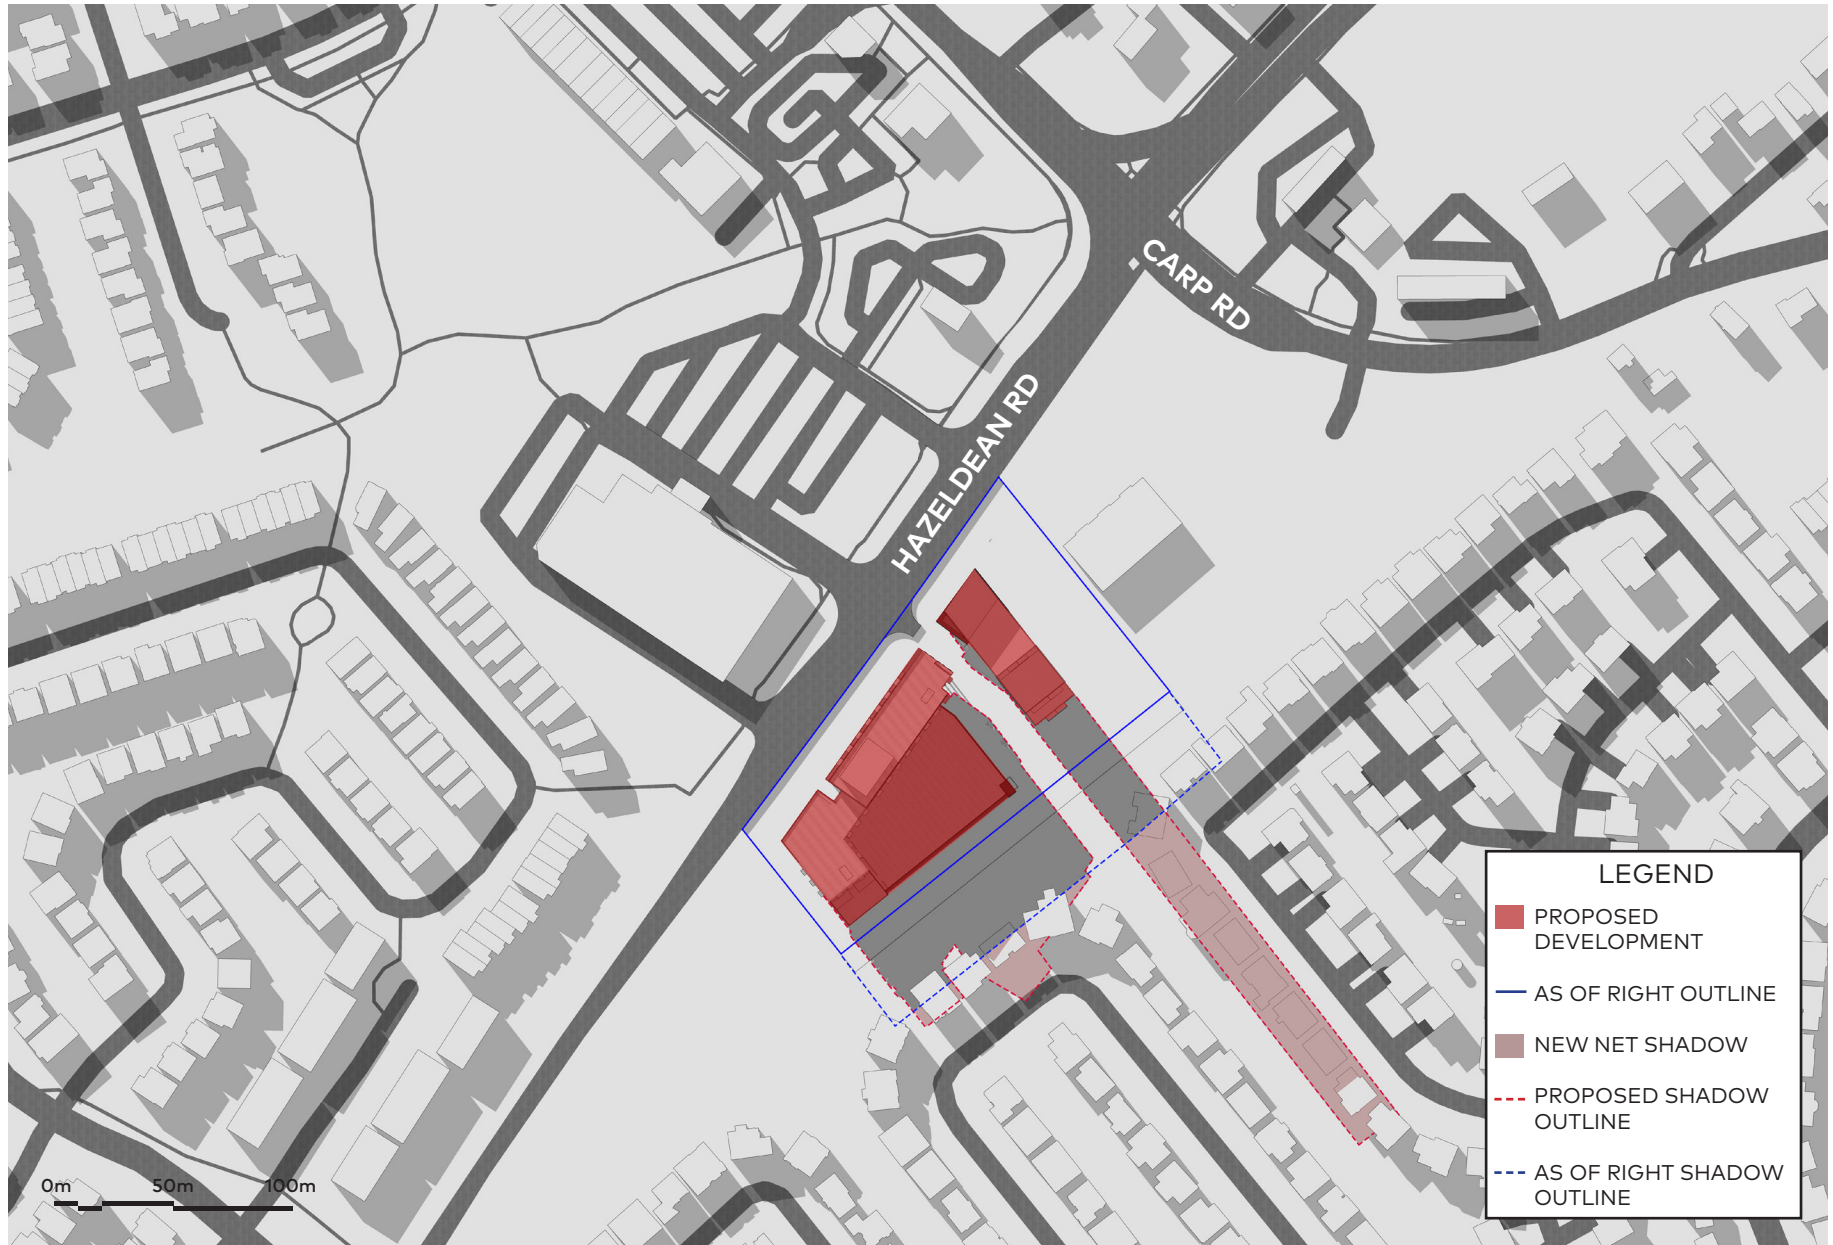 CARP RD
HAZELDEAN RD
LEGEND
PROPOSED
DEVELOPMENT
AS OF RIGHT OUTLINE
NEW NET SHADOW
PROPOSED SHADOW
OUTLINE
AS OF RIGHT SHADOW
OUTLINE
0m 50m 100m